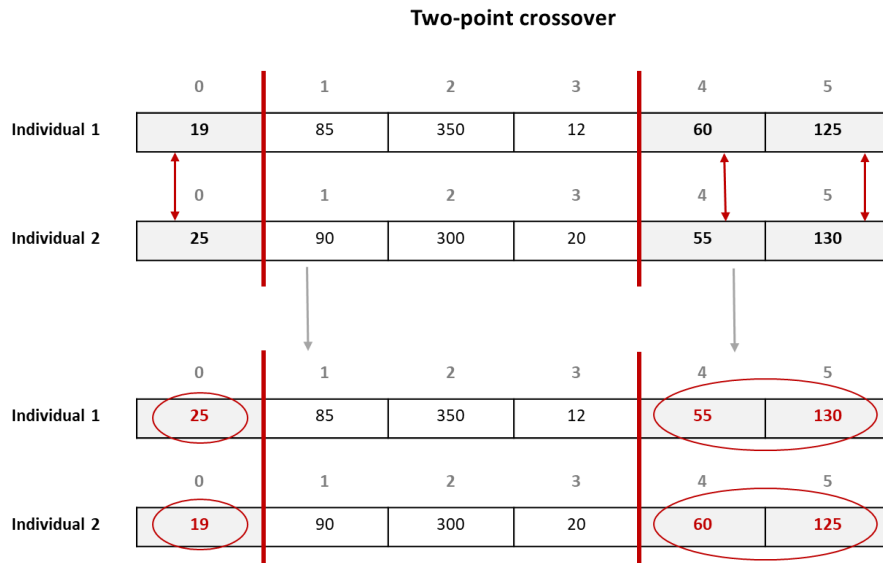 Two-point crossover
0 1 2 3 4 5
Individual 1 19 85 350 12 60 125
0 1 2 3 4 5
Individual 2 25 90 300 20 55 130
0 1 2 3 4 5
Individual 1 25 85 350 12 55 130
0 1 2 3 4 5
Individual 2 19 90 300 20 60 125